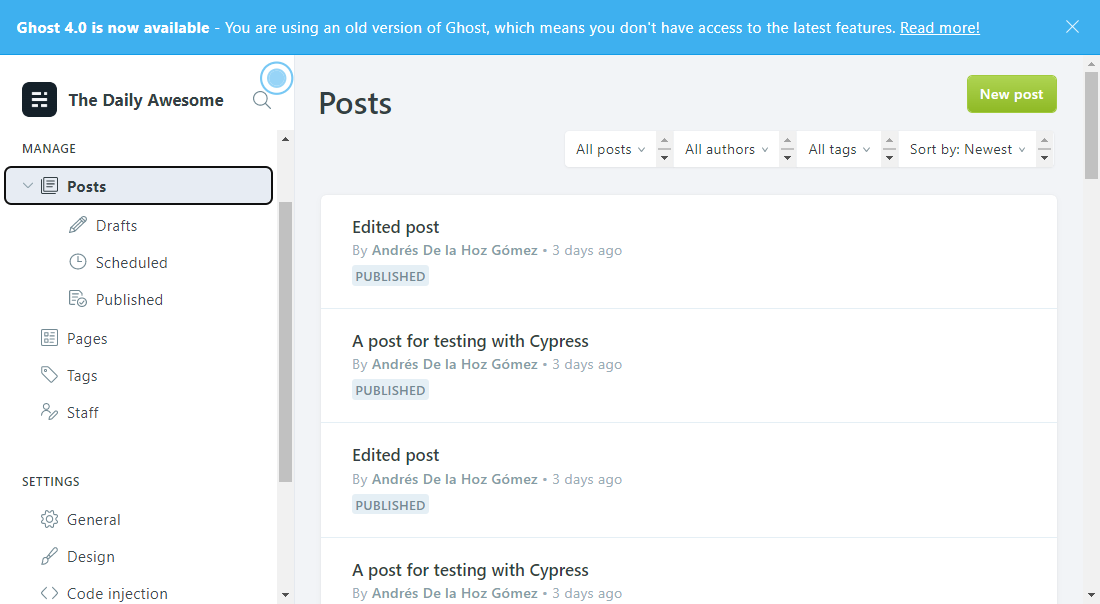 Ghost 4.0 is now available - You are using an old version of Ghost, which means you don't have access to the latest features. Read more!
The Daily Awesome
MANAGE
Posts
Drafts
Scheduled
Published
Pages
Tags
Staff
SETTINGS
General
Design
Code injection
Posts
New post
All posts
All authors
All tags
Sort by: Newest
Edited post
By Andrés De la Hoz Gómez • 3 days ago
PUBLISHED
A post for testing with Cypress
By Andrés De la Hoz Gómez • 3 days ago
PUBLISHED
Edited post
By Andrés De la Hoz Gómez • 3 days ago
PUBLISHED
A post for testing with Cypress
By Andrés De la Hoz Gómez • 3 days ago